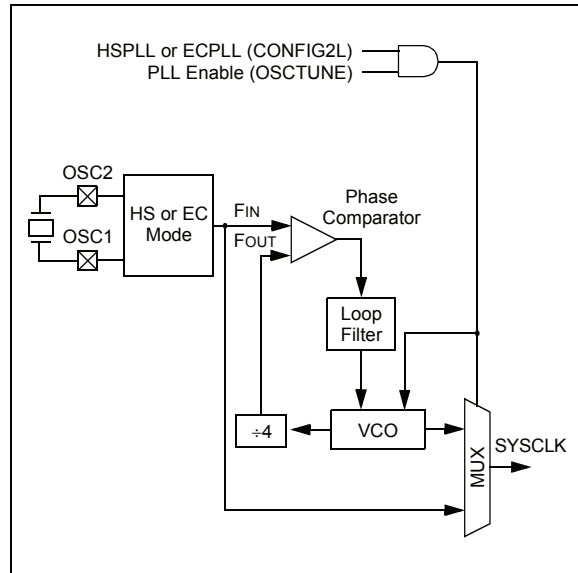 HSPLL or ECPLL (CONFIG2L)
PLL Enable (OSCTUNE)
OSC2
OSC1
HS or EC
Mode
FIN
FOUT
Phase
Comparator
Loop
Filter
÷4
VCO
MUX
SYSCLK